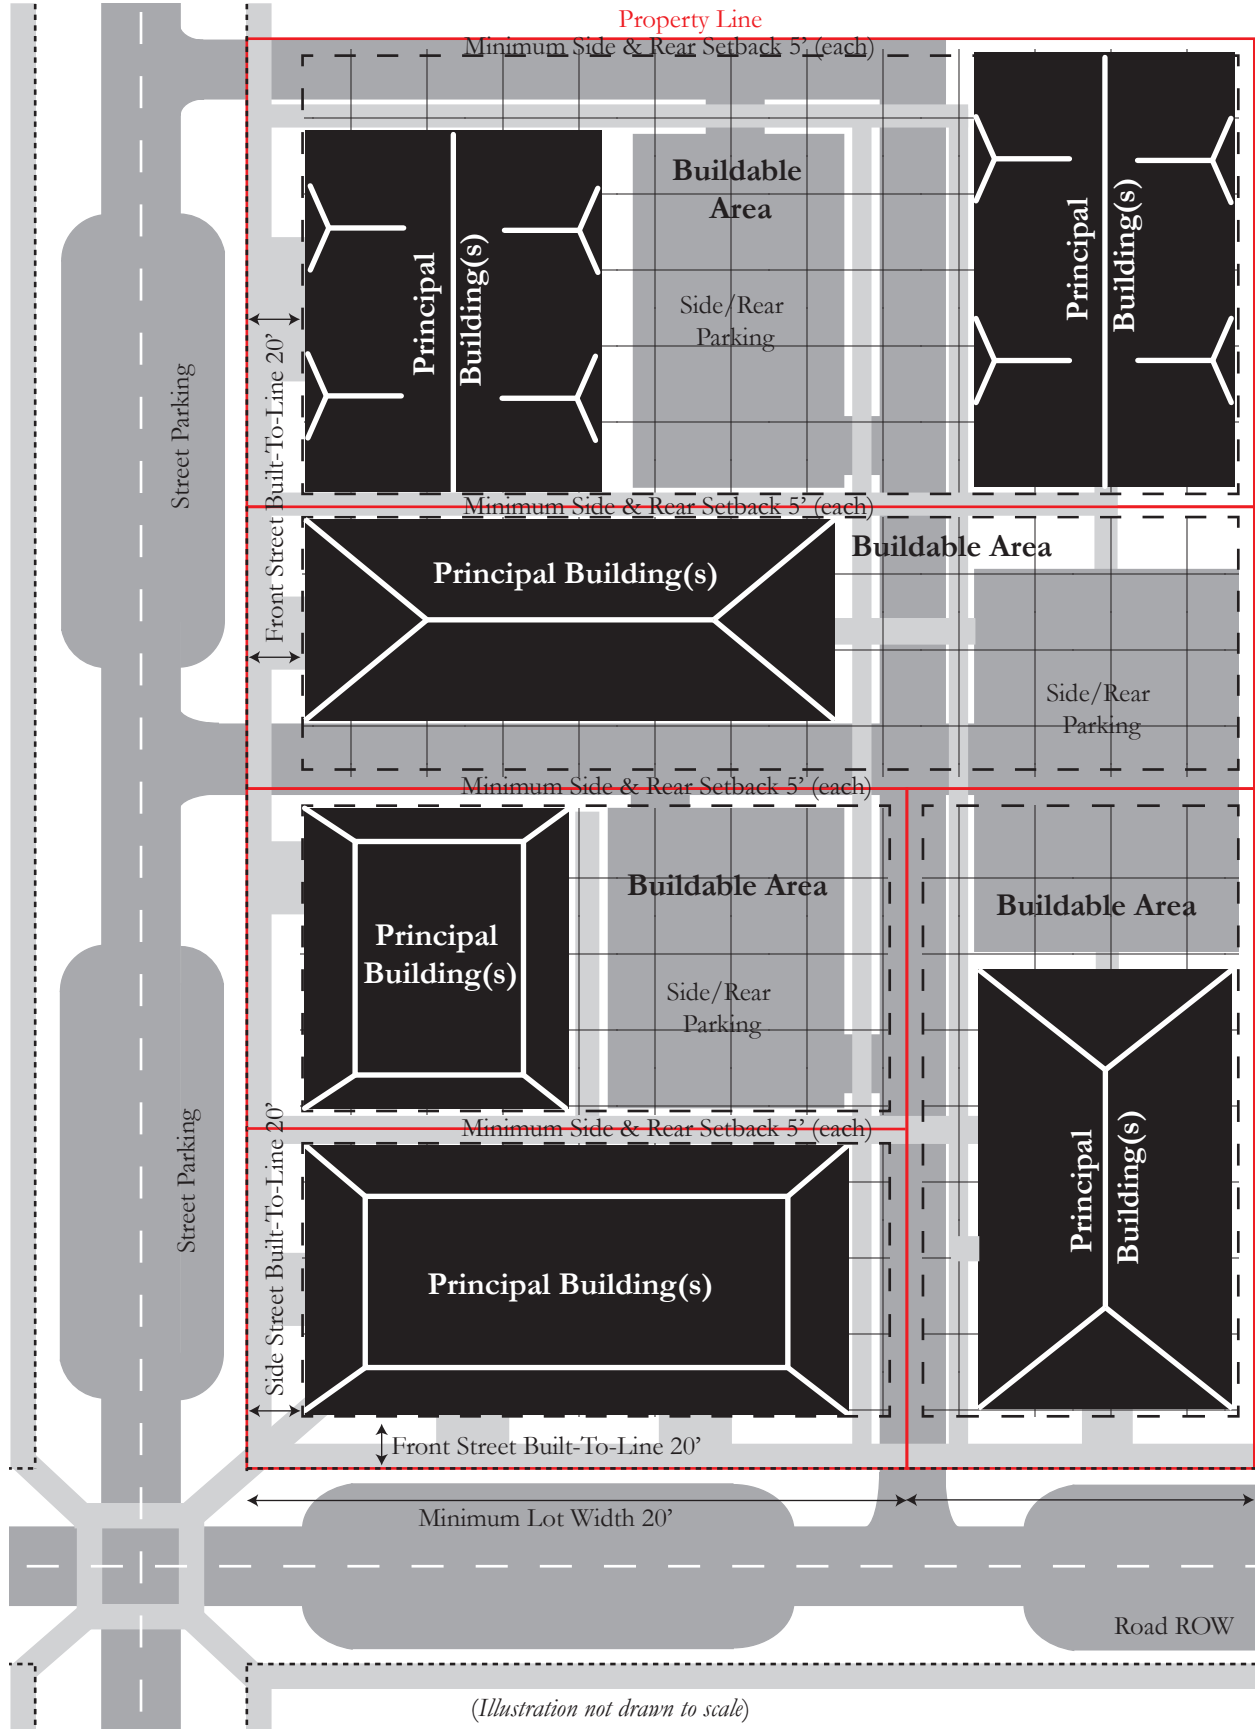 Property Line
Minimum Side & Rear Setback 5' (each)
Buildable
Area
Principal
Building(s)
Principal
Building(s)
Side/Rear
Parking
Street Parking
Front Street Built-To-Line 20'
Minimum Side & Rear Setback 5' (each)
Buildable Area
Principal Building(s)
Side/Rear
Parking
Minimum Side & Rear Setback 5' (each)
Buildable Area
Buildable Area
Principal
Building(s)
Side/Rear
Parking
Street Parking
Side Street Built-To-Line 20'
Minimum Side & Rear Setback 5' (each)
Principal
Building(s)
Principal Building(s)
Front Street Built-To-Line 20'
Minimum Lot Width 20'
Road ROW
(Illustration not drawn to scale)